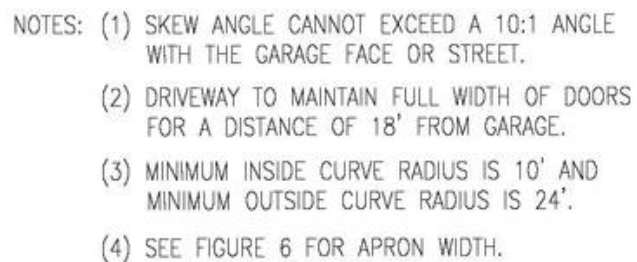 NOTES: (1) SKEW ANGLE CANNOT EXCEED A 10:1 ANGLE
WITH THE GARAGE FACE OR STREET.
(2) DRIVEWAY TO MAINTAIN FULL WIDTH OF DOORS
FOR A DISTANCE OF 18' FROM GARAGE.
(3) MINIMUM INSIDE CURVE RADIUS IS 10' AND
MINIMUM OUTSIDE CURVE RADIUS IS 24'.
(4) SEE FIGURE 6 FOR APRON WIDTH.